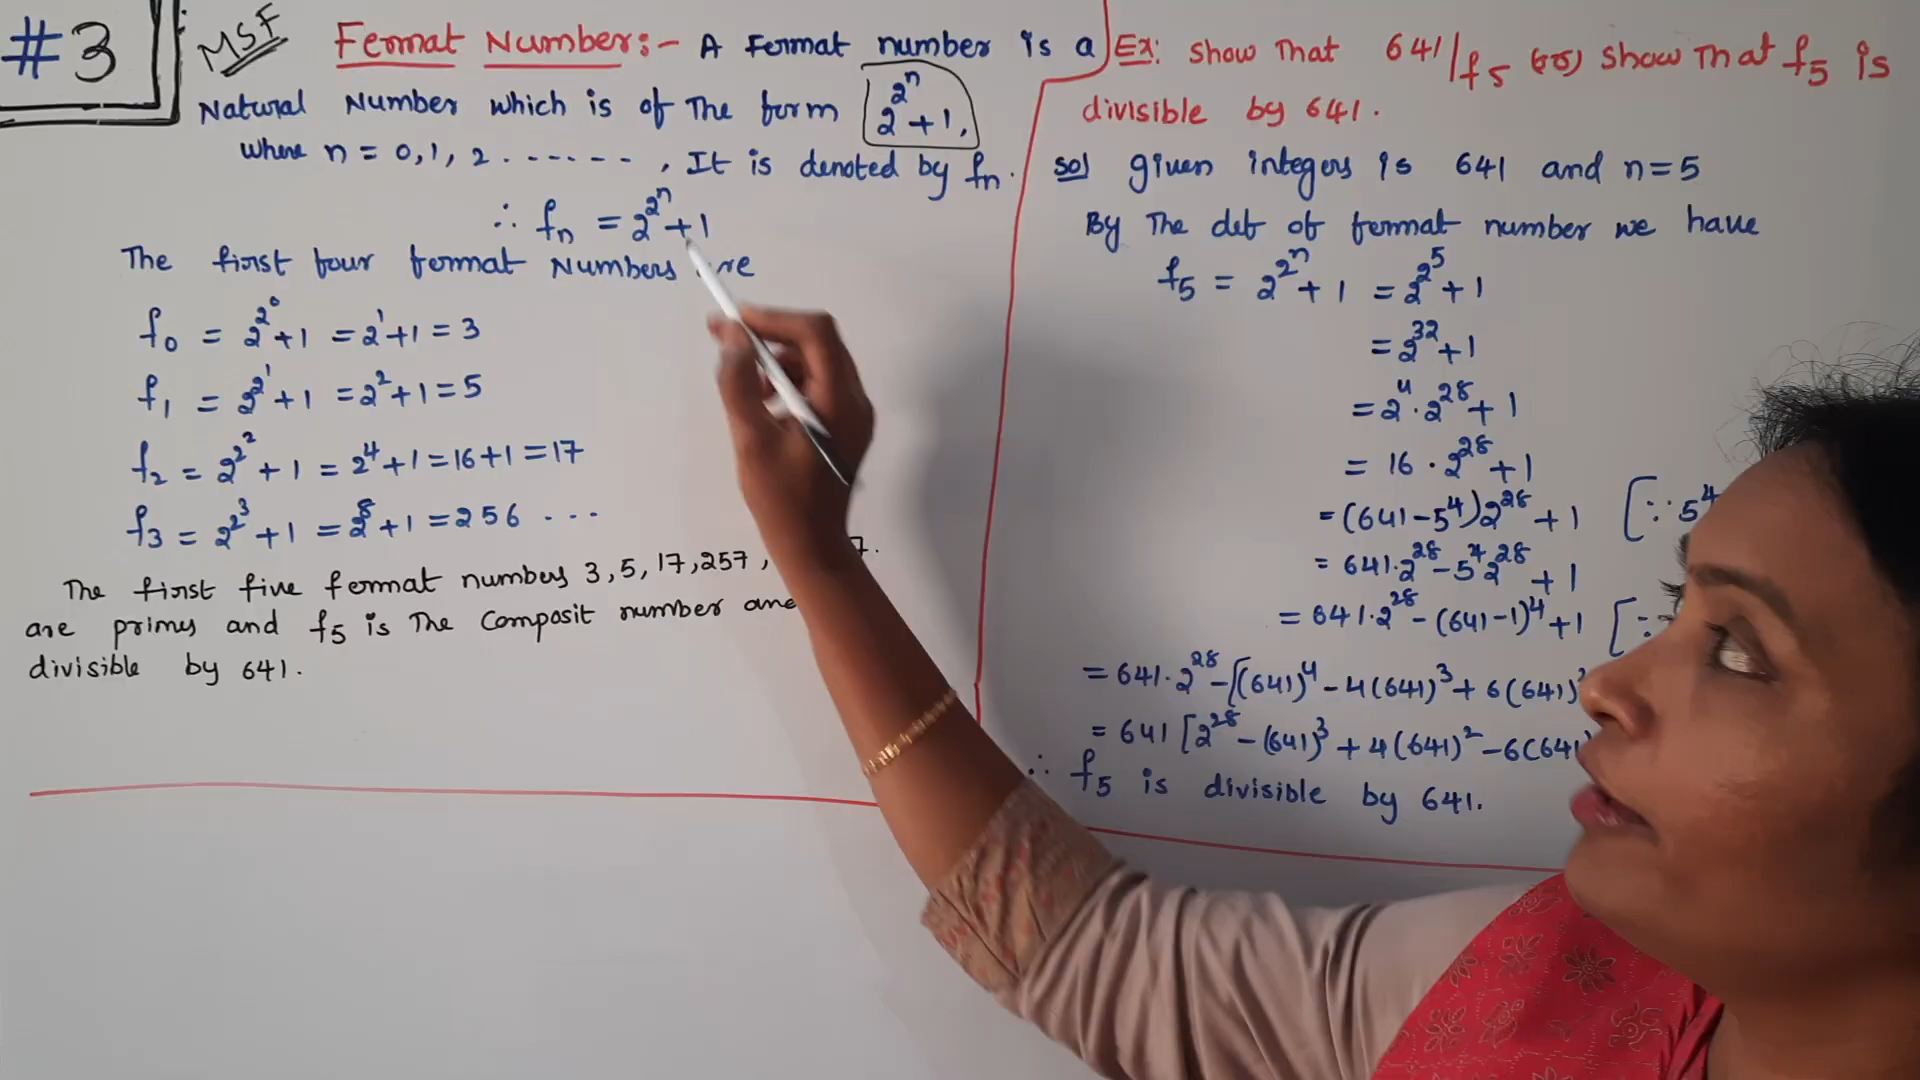 #3
MSF
Fermat Number:- A Fermat number is a
Natural Number which is of the form 2^2^n+1,
where n = 0, 1, 2 ........, It is denoted by fn.
∴ fn = 2^2^n+1
The first four fermat Numbers are
f0 = 2^2^0+1 = 2^1+1 = 3
f1 = 2^2^1+1 = 2^2+1 = 5
f2 = 2^2^2+1 = 2^4+1 = 16+1 = 17
f3 = 2^2^3+1 = 2^8+1 = 256 ...
The first five fermat numbers 3, 5, 17, 257, 7.
are primes and f5 is The Composit number and
divisible by 641.
Ex: Show That 641/f5 (or) Show That f5 is
divisible by 641.
Sol given integers is 641 and n=5
By The def of fermat number we have
f5 = 2^2^n+1 = 2^2^5+1
= 2^32+1
= 2^4 . 2^28+1
= 16 . 2^28+1
= (641-5^4)2^28+1 [∵ 5^4
= 641.2^28-5^4 2^28+1
= 641.2^28-(641-1)^4+1 [∵
= 641.2^28-[(641)^4-4(641)^3+6(641)
= 641[2^28-(641)^3+4(641)^2-6(641)
∴ f5 is divisible by 641.